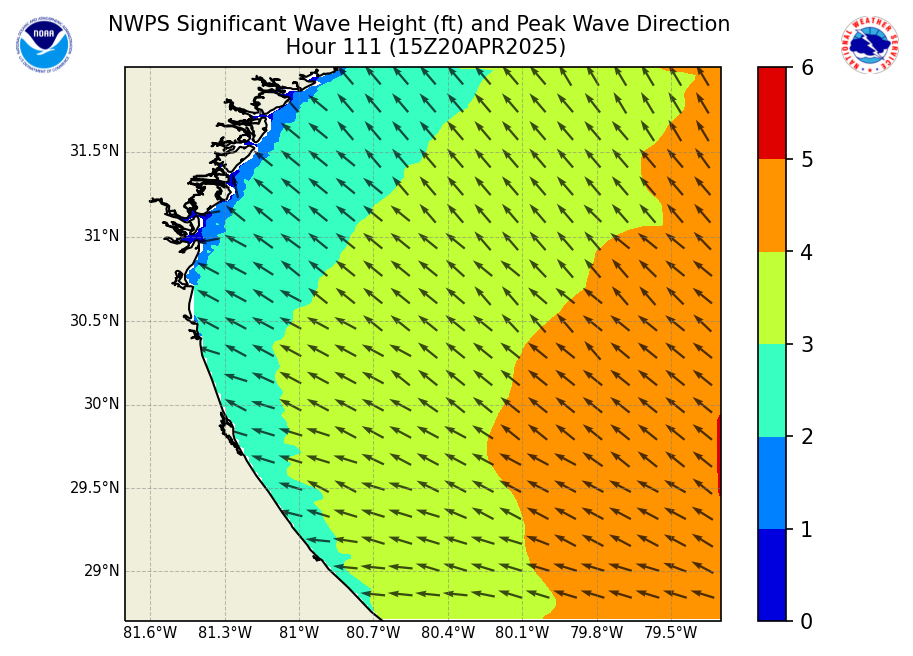 NWPS Significant Wave Height (ft) and Peak Wave Direction
Hour 111 (15Z20APR2025)
NOAA
NATIONAL WEATHER SERVICE
31.5°N
31°N
30.5°N
30°N
29.5°N
29°N
81.6°W 81.3°W 81°W 80.7°W 80.4°W 80.1°W 79.8°W 79.5°W
6
5
4
3
2
1
0